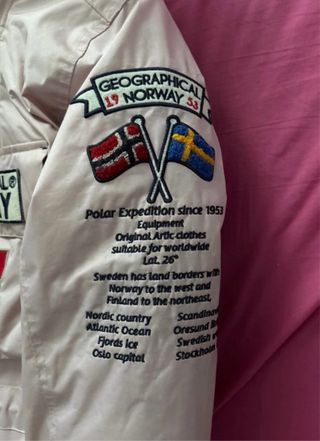 GEOGRAPHICAL
19 NORWAY 53
Polar Expedition since 1953
Equipment
Original Artic clothes
suitable for worldwide
Lat. 26°
Sweden has land borders with
Norway to the west and
Finland to the northeast,
Nordic country
Atlantic Ocean
Fjords Ice
Oslo capital
Oresund
Swedish
Stockholm